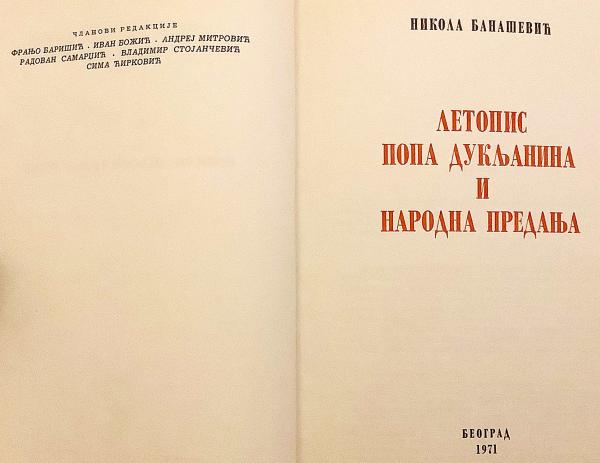 ЧЛАНОВИ РЕДАКЦИЈЕ
ФРАЊО БАРИШИЋ · ИВАН БОЖИЋ · АНДРЕЈ МИТРОВИЋ
РАДОВАН САМАРЏИЋ · ВЛАДИМИР СТОЈАНЧЕВИЋ
СИМА ЋИРКОВИЋ
НИКОЛА БАНАШЕВИЋ
ЛЕТОПИС
ПОПА ДУКЉАНИНА
И
НАРОДНА ПРЕДАЊА
БЕОГРАД
1971